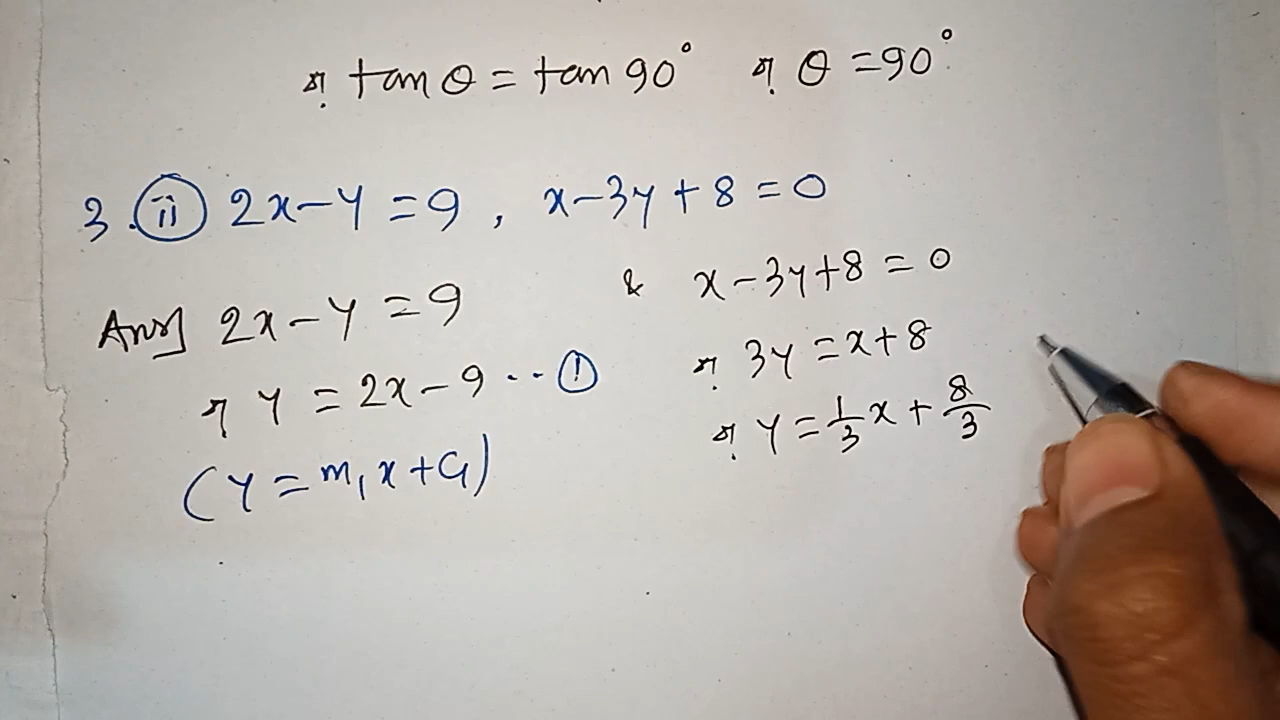 বা, tan θ = tan 90° বা, θ = 90°
3. (ii) 2x - y = 9, x - 3y + 8 = 0
Ans] 2x - y = 9 & x - 3y + 8 = 0
বা, y = 2x - 9 ... (1) বা, 3y = x + 8
(y = m₁x + c₁) বা, y = 1/3 x + 8/3